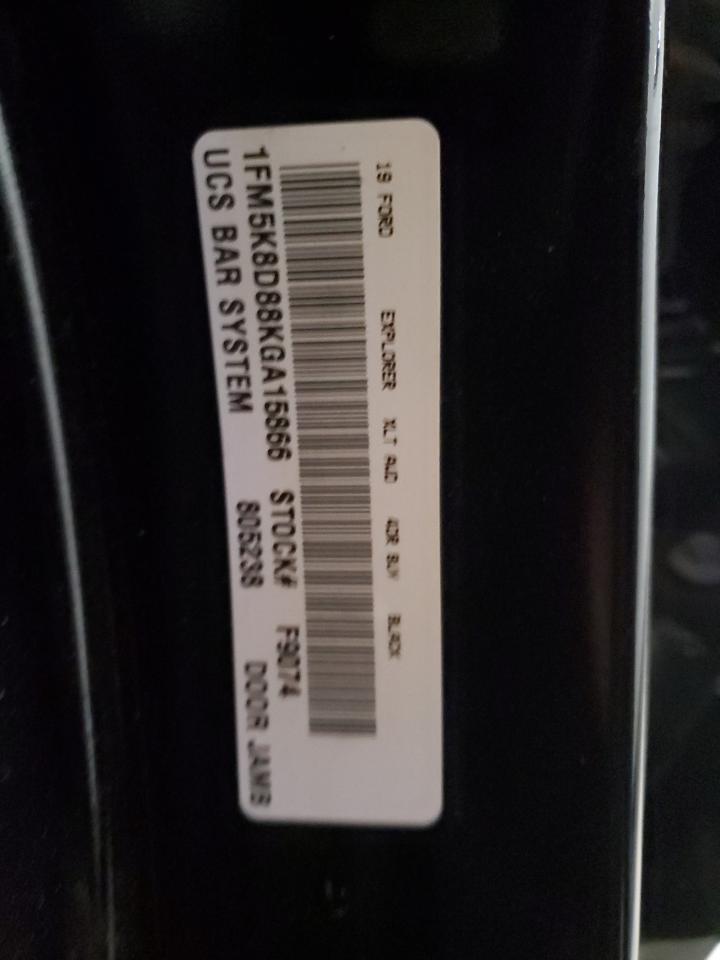 19 FORD EXPLORER XLT AWD 4DR SUV BLACK
1FM5K8D88KGA15866 STOCK# F9074
UCS BAR SYSTEM 805238 DOOR JAMB